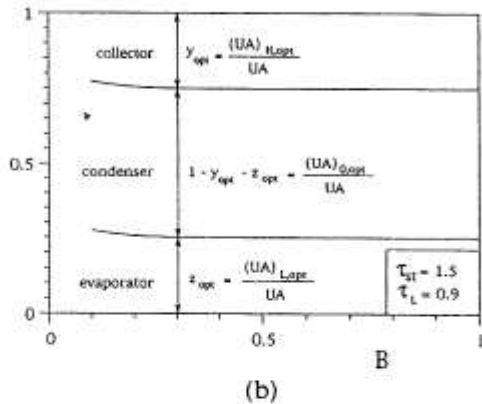 1
collector
y_opt = (UA)_H,opt / UA
0.5
condenser
1 - y_opt - z_opt = (UA)_0,opt / UA
evaporator
z_opt = (UA)_L,opt / UA
τ_st = 1.5
τ_L = 0.9
0
0
0.5
B
1
(b)